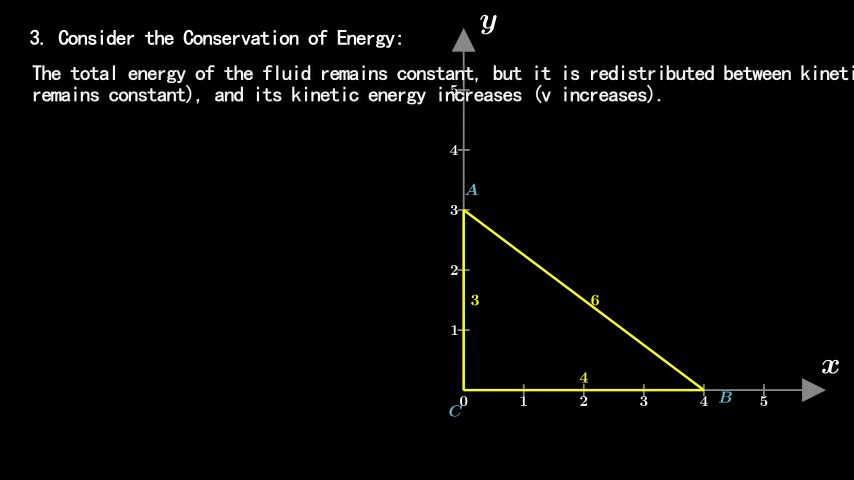 3. Consider the Conservation of Energy:
The total energy of the fluid remains constant, but it is redistributed between kineti
remains constant), and its kinetic energy increases (v increases).
y
5
4
A
3
2
3
6
1
4
x
0 1 2 3 4 5
B
C